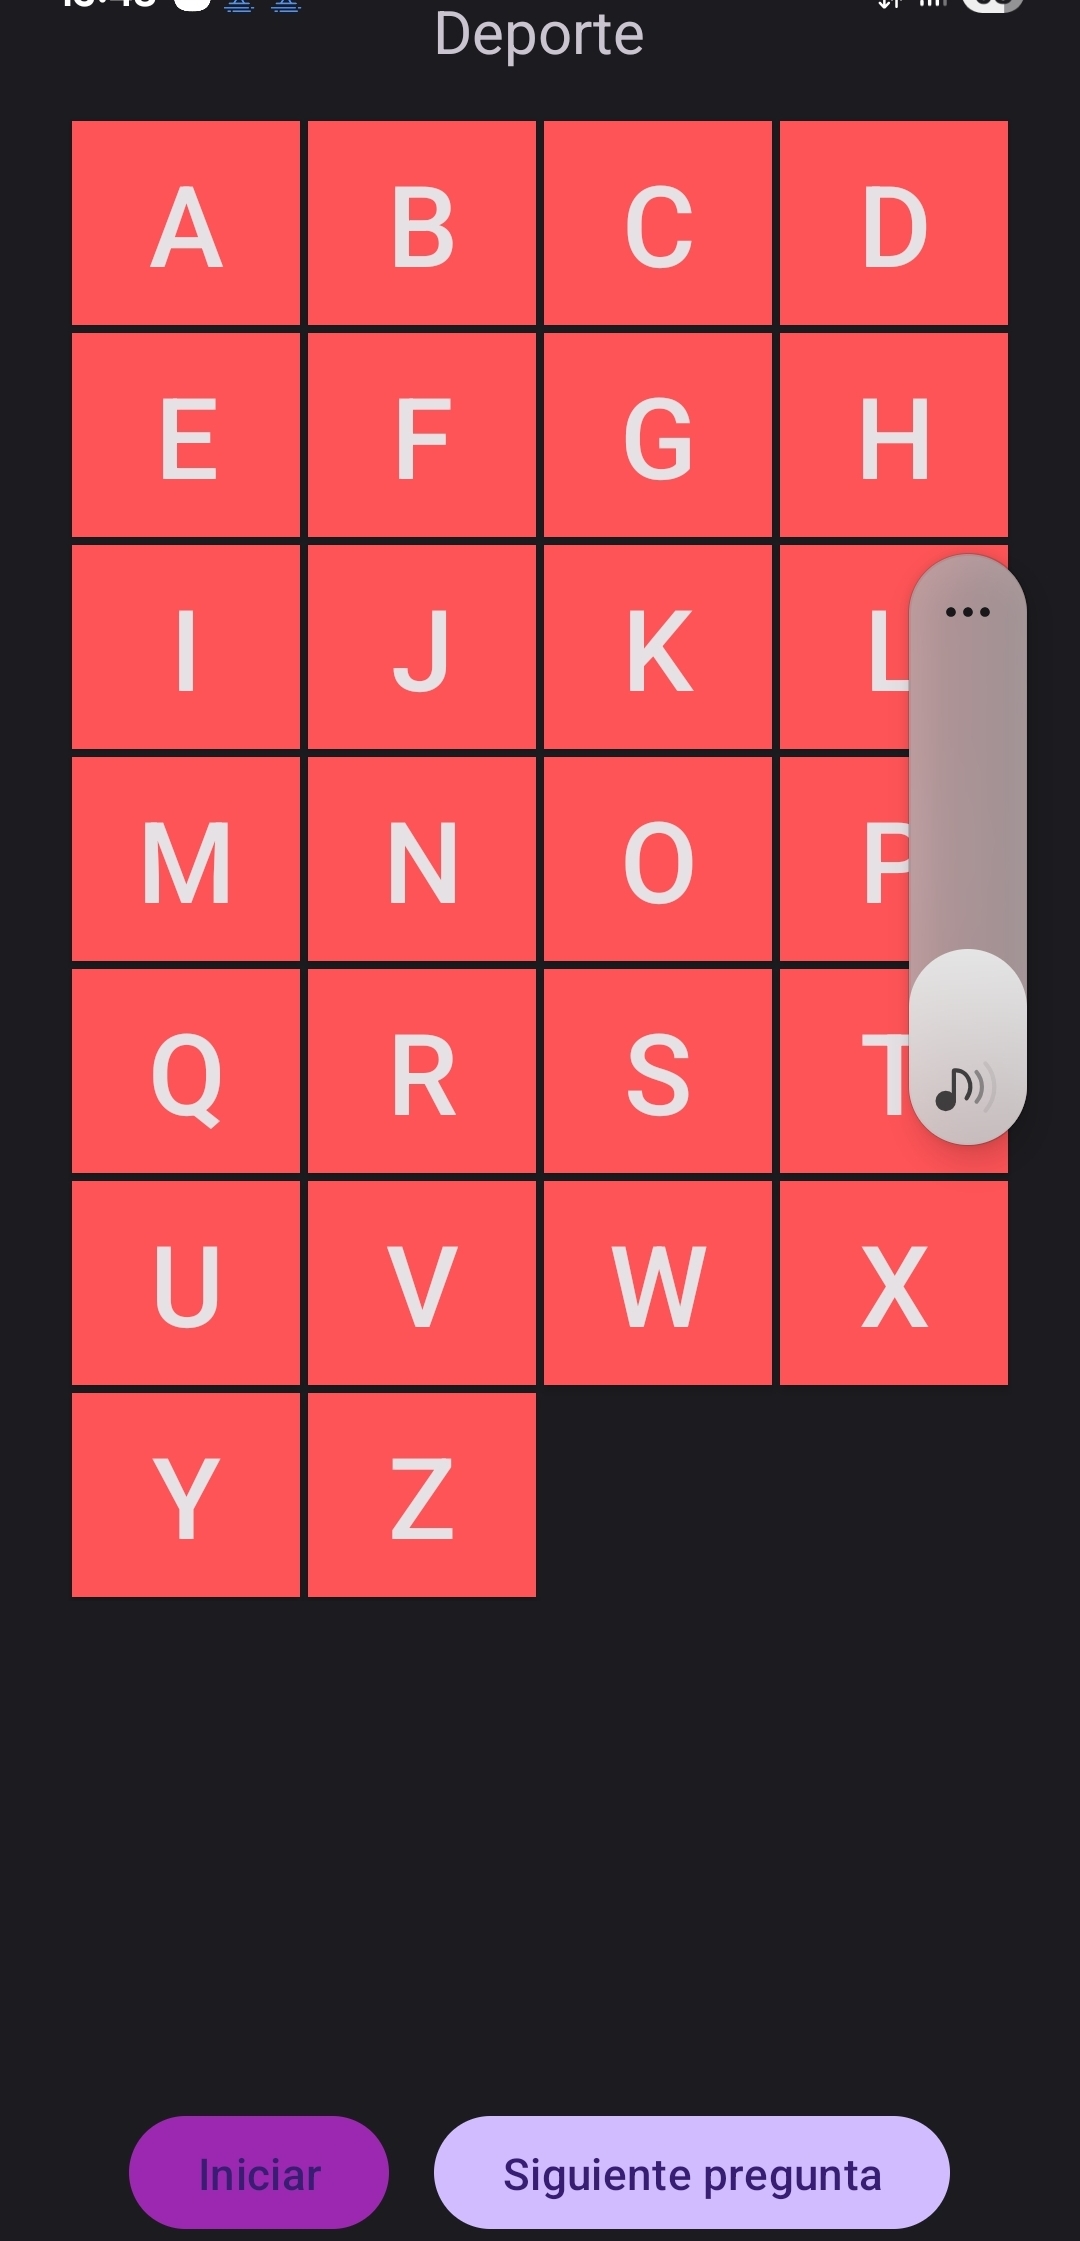 Deporte
A B C D
E F G H
I J K L
M N O P
Q R S T
U V W X
Y Z
Iniciar Siguiente pregunta